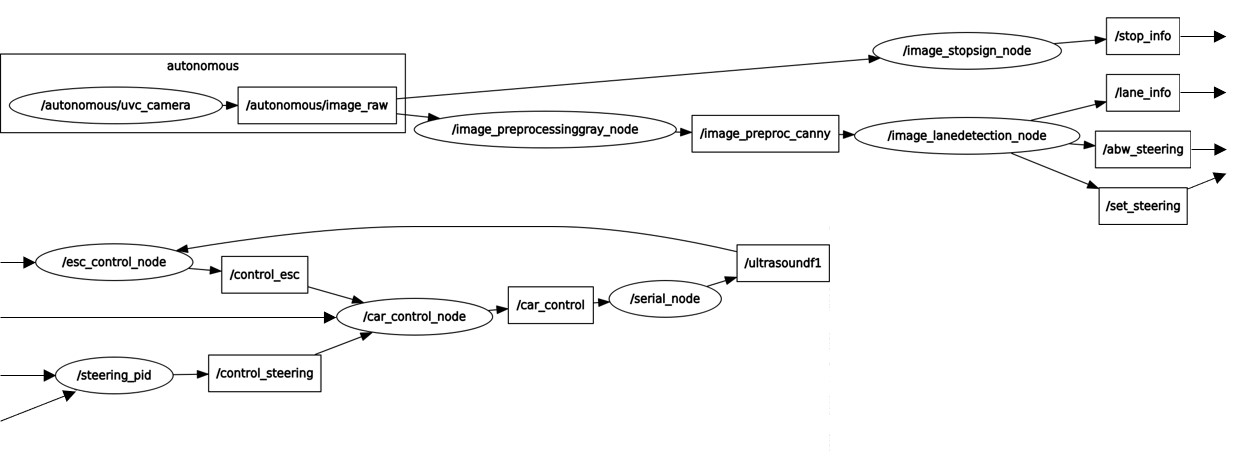 autonomous
/autonomous/uvc_camera
/autonomous/image_raw
/image_preprocessinggray_node
/image_preproc_canny
/image_stopsign_node
/stop_info
/image_lanedetection_node
/lane_info
/abw_steering
/set_steering
/esc_control_node
/control_esc
/car_control_node
/car_control
/serial_node
/ultrasoundf1
/steering_pid
/control_steering